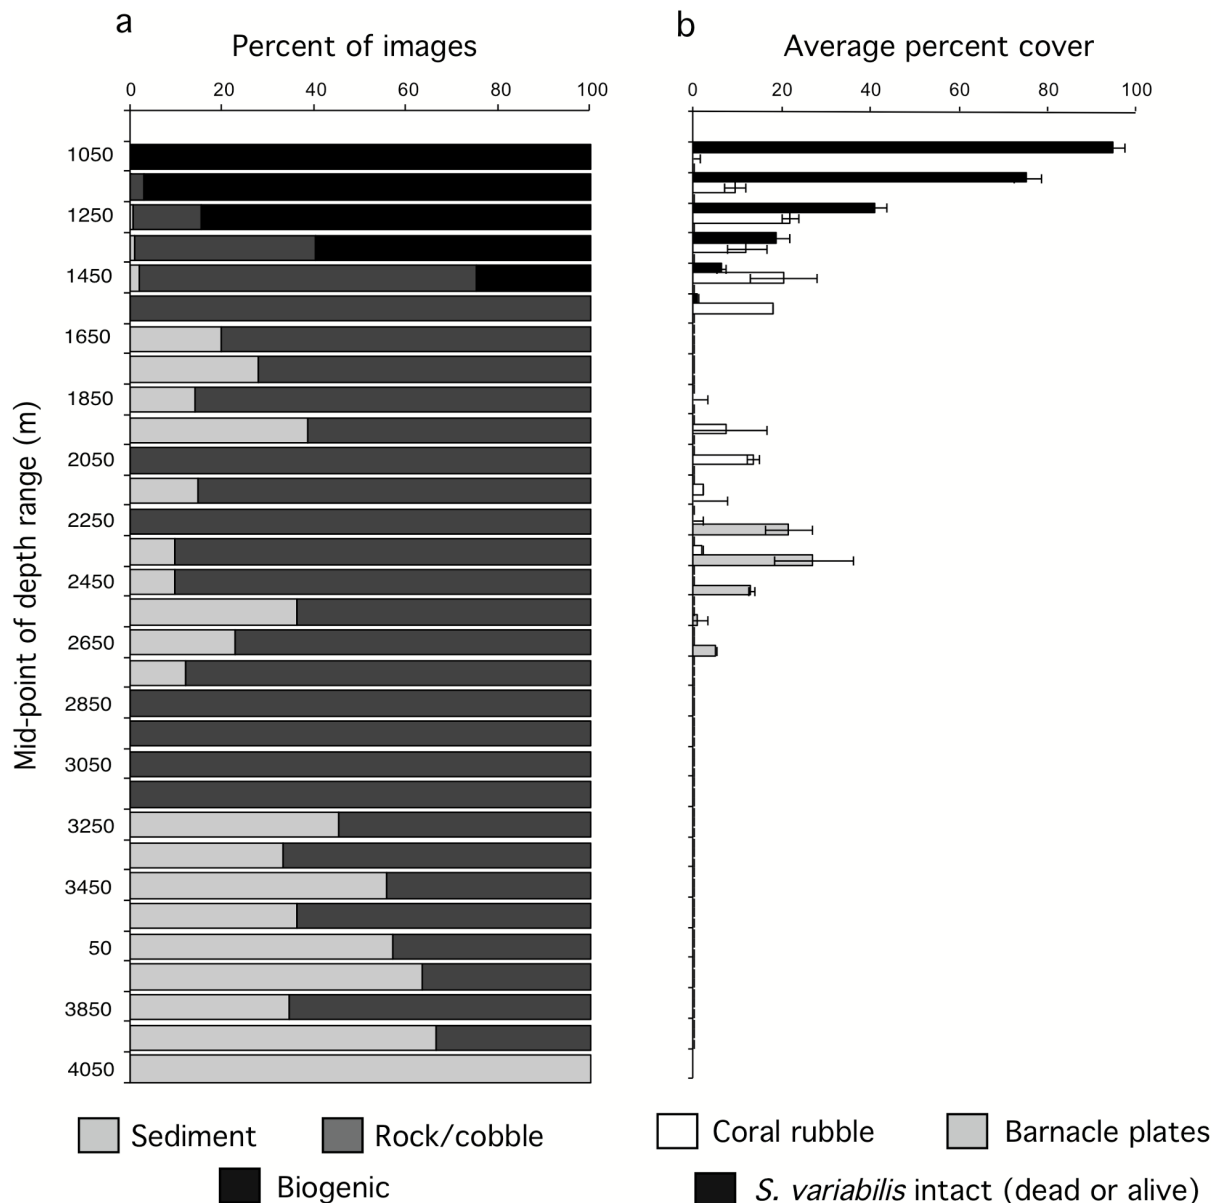 a
Percent of images
0 20 40 60 80 100
b
Average percent cover
0 20 40 60 80 100
Mid-point of depth range (m)
1050
1250
1450
1650
1850
2050
2250
2450
2650
2850
3050
3250
3450
50
3850
4050
Sediment
Rock/cobble
Biogenic
Coral rubble
Barnacle plates
S. variabilis intact (dead or alive)